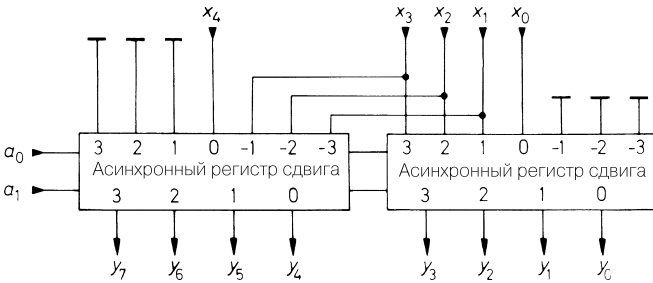 x₄ x₃ x₂ x₁ x₀
a₀ 3 2 1 0 -1 -2 -3 3 2 1 0 -1 -2 -3
Асинхронный регистр сдвига Асинхронный регистр сдвига
a₁ 3 2 1 0 3 2 1 0
y₇ y₆ y₅ y₄ y₃ y₂ y₁ y₀